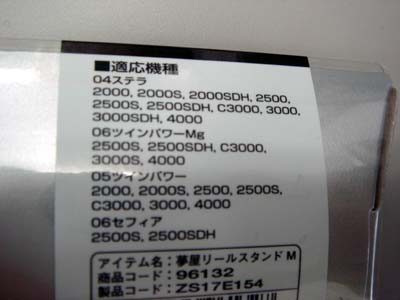 ■適応機種
04ステラ
2000, 2000S, 2000SDH, 2500,
2500S, 2500SDH, C3000, 3000,
3000SDH, 4000
06ツインパワーMg
2500S, 2500SDH, C3000,
3000S, 4000
05ツインパワー
2000, 2000S, 2500, 2500S,
C3000, 3000, 4000
06セフィア
2500S, 2500SDH
アイテム名：夢屋リールスタンド M
商品コード：96132
製品コード：ZS17E154